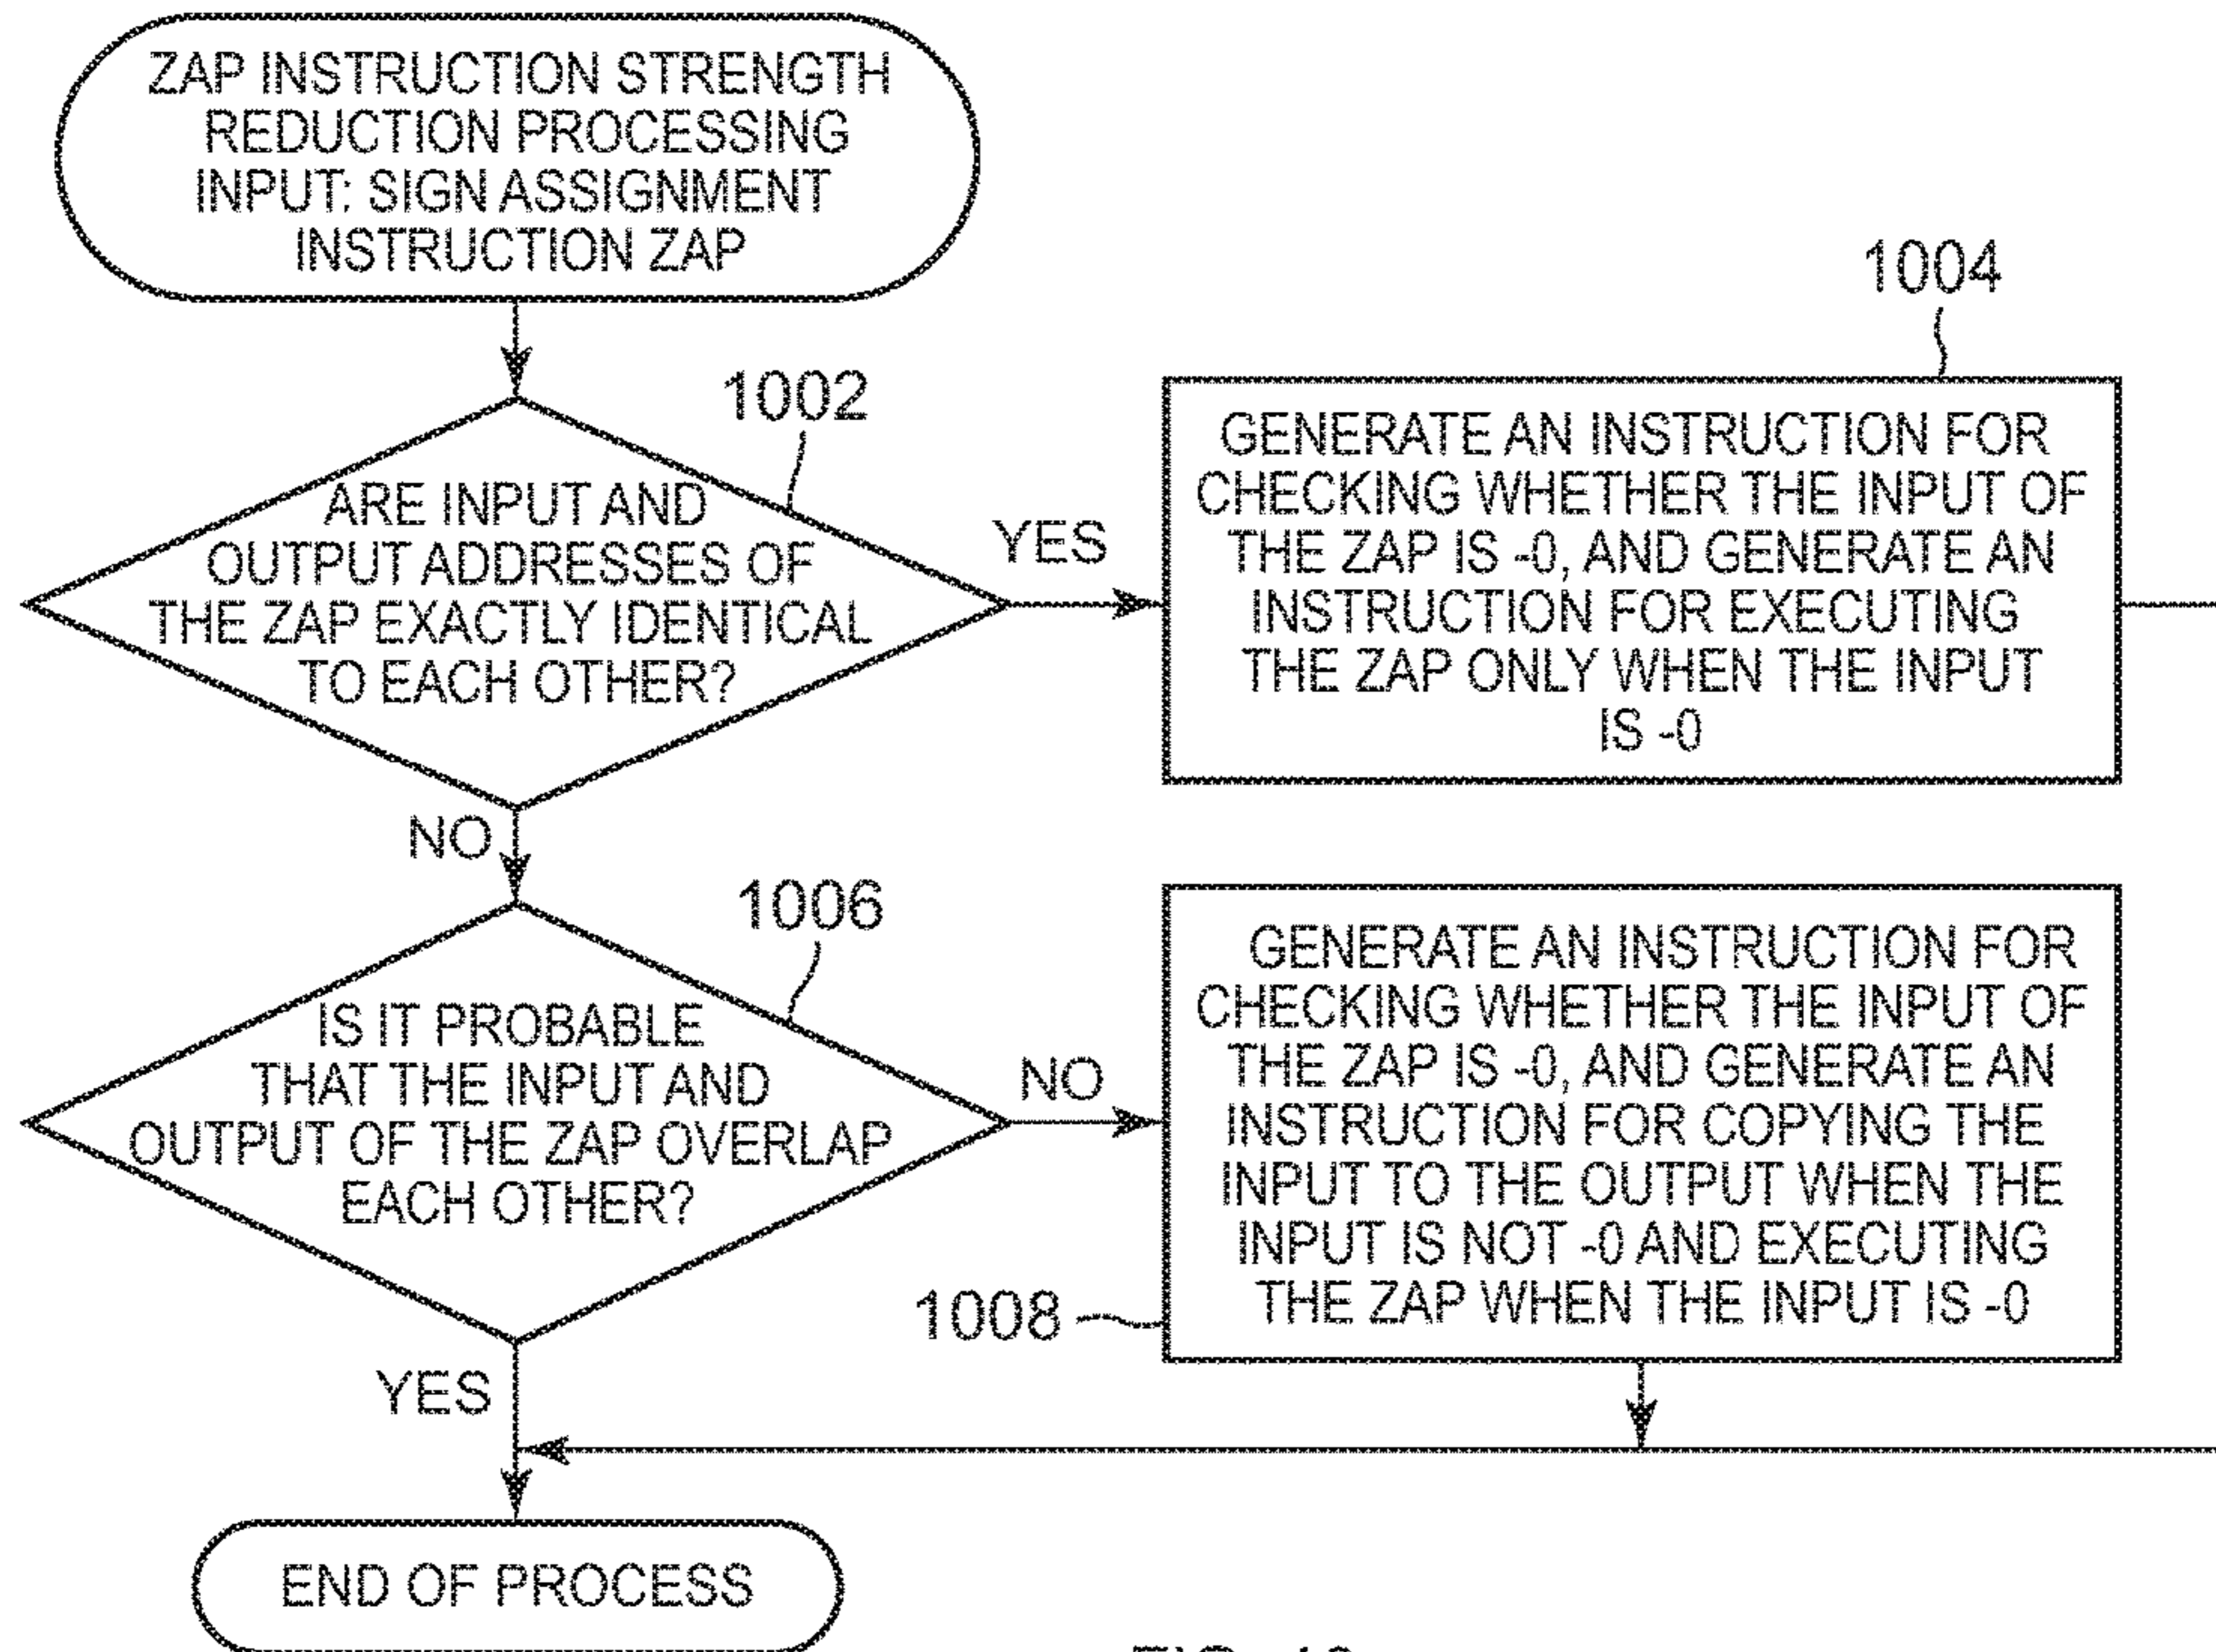 ZAP INSTRUCTION STRENGTH
REDUCTION PROCESSING
INPUT: SIGN ASSIGNMENT
INSTRUCTION ZAP
1002
ARE INPUT AND
OUTPUT ADDRESSES OF
THE ZAP EXACTLY IDENTICAL
TO EACH OTHER?
YES
1004
GENERATE AN INSTRUCTION FOR
CHECKING WHETHER THE INPUT OF
THE ZAP IS -0, AND GENERATE AN
INSTRUCTION FOR EXECUTING
THE ZAP ONLY WHEN THE INPUT
IS -0
NO
1006
IS IT PROBABLE
THAT THE INPUT AND
OUTPUT OF THE ZAP OVERLAP
EACH OTHER?
NO
GENERATE AN INSTRUCTION FOR
CHECKING WHETHER THE INPUT OF
THE ZAP IS -0, AND GENERATE AN
INSTRUCTION FOR COPYING THE
INPUT TO THE OUTPUT WHEN THE
INPUT IS NOT -0 AND EXECUTING
THE ZAP WHEN THE INPUT IS -0
1008
YES
END OF PROCESS